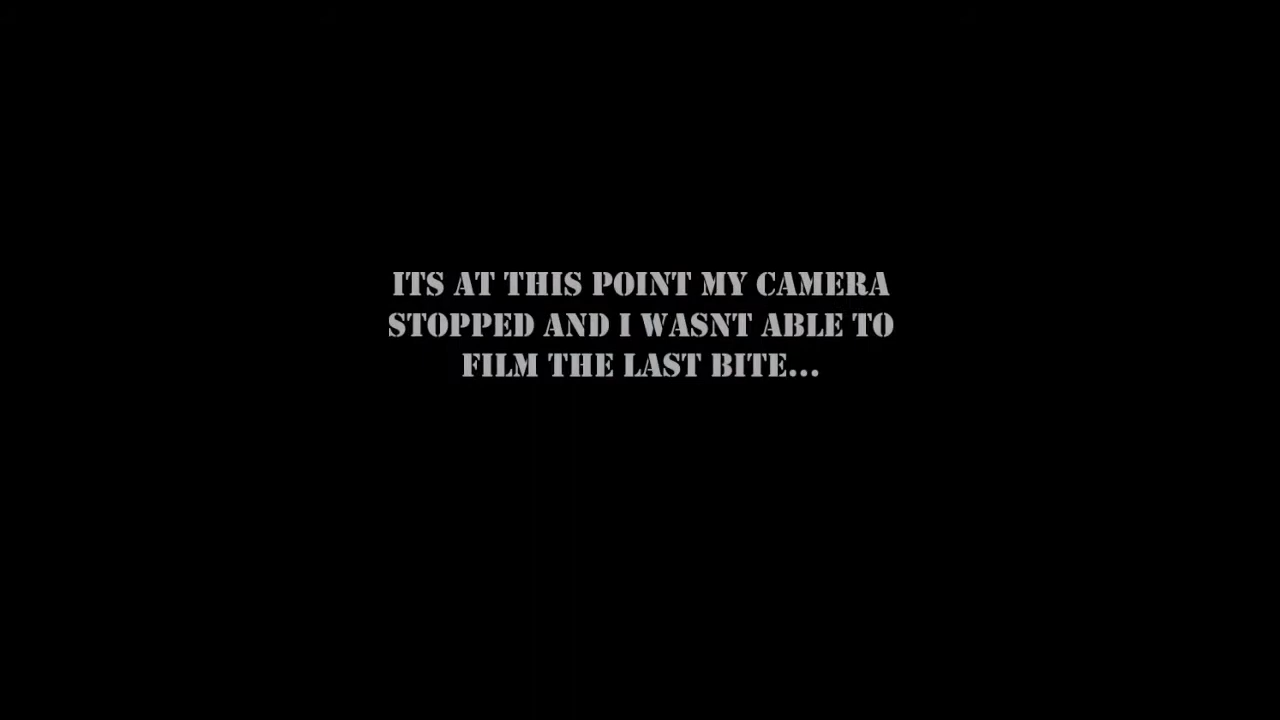 ITS AT THIS POINT MY CAMERA
STOPPED AND I WASNT ABLE TO
FILM THE LAST BITE...